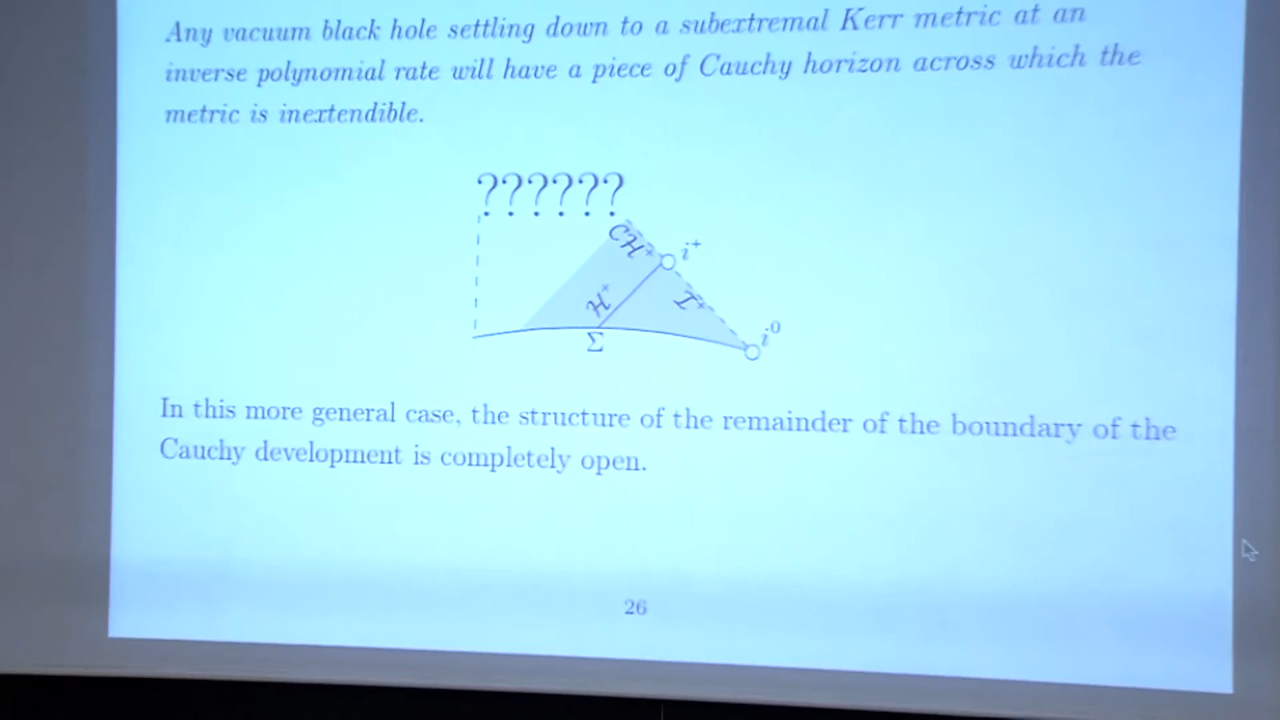 Any vacuum black hole settling down to a subextremal Kerr metric at an
inverse polynomial rate will have a piece of Cauchy horizon across which the
metric is inextendible.
??????
CH⁺
i⁺
H⁺
I⁺
i⁰
Σ
In this more general case, the structure of the remainder of the boundary of the
Cauchy development is completely open.
26